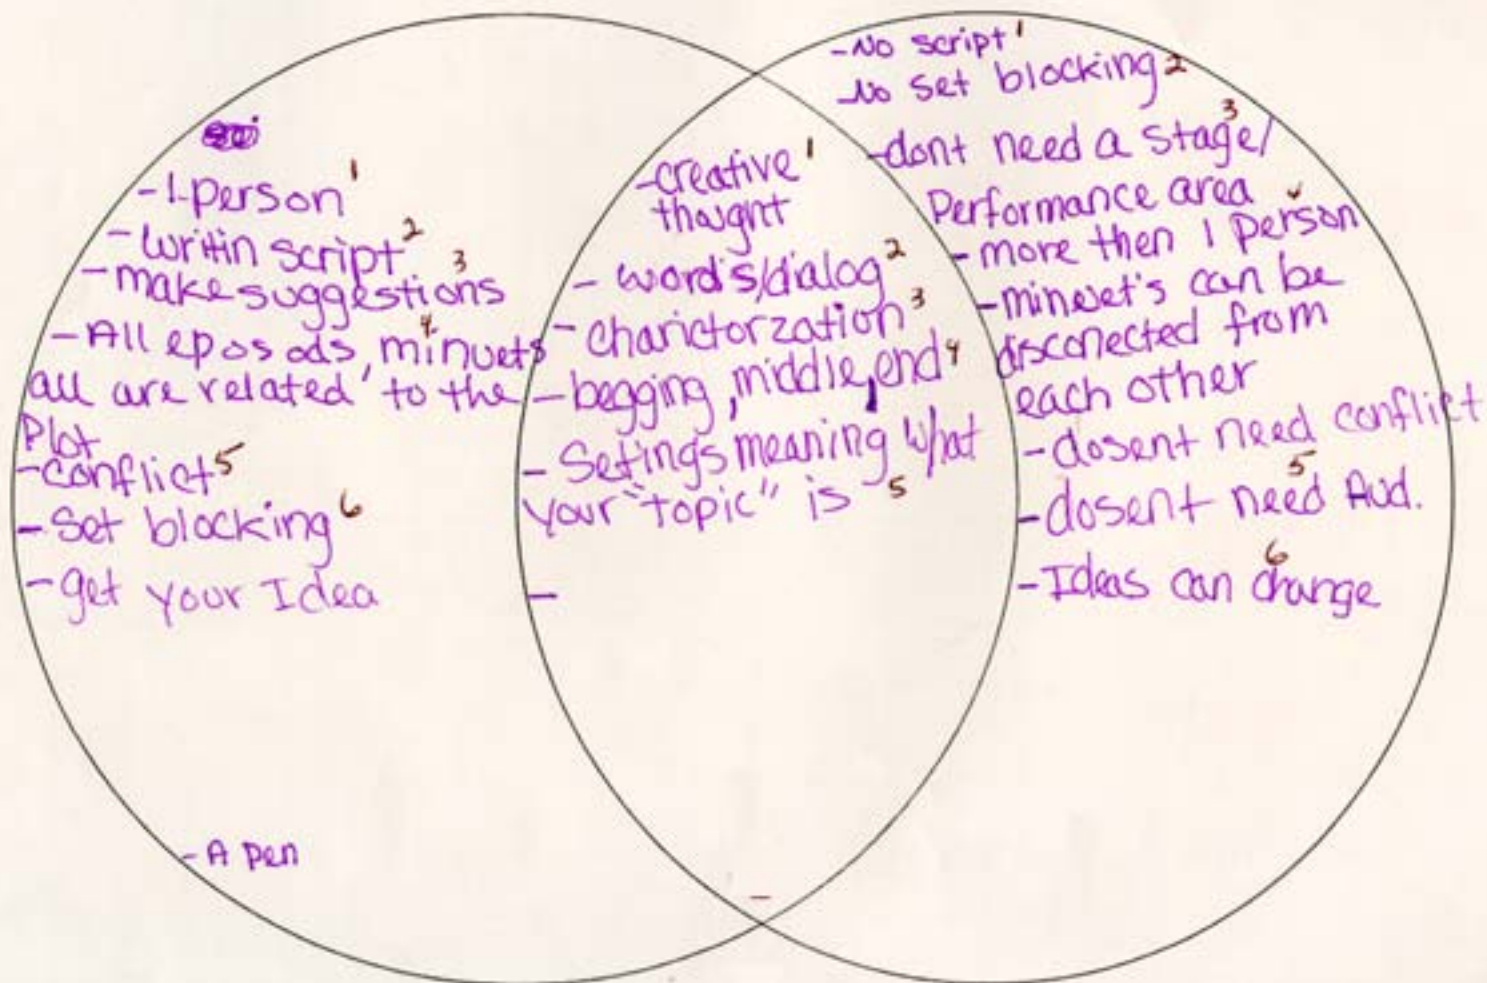 - 1-person 1
- writin script 2
- make suggestions 3
- All eposods, minuets 4
all are related to the
Plot
- conflict 5
- Set blocking 6
- get your Idea
- A pen
- creative 1
thought
- word's/dialog 2
- charictorzation 3
- begging, middle, end 4
- Setings meaning what
your "topic" is 5
-
- No script 1
- No set blocking 2
- dont need a stage/ 3
Performance area
- more then 1 person 4
- minuet's can be
disconected from
each other
- dosent need conflict
- dosent need Aud. 5
- Ideas can change 6